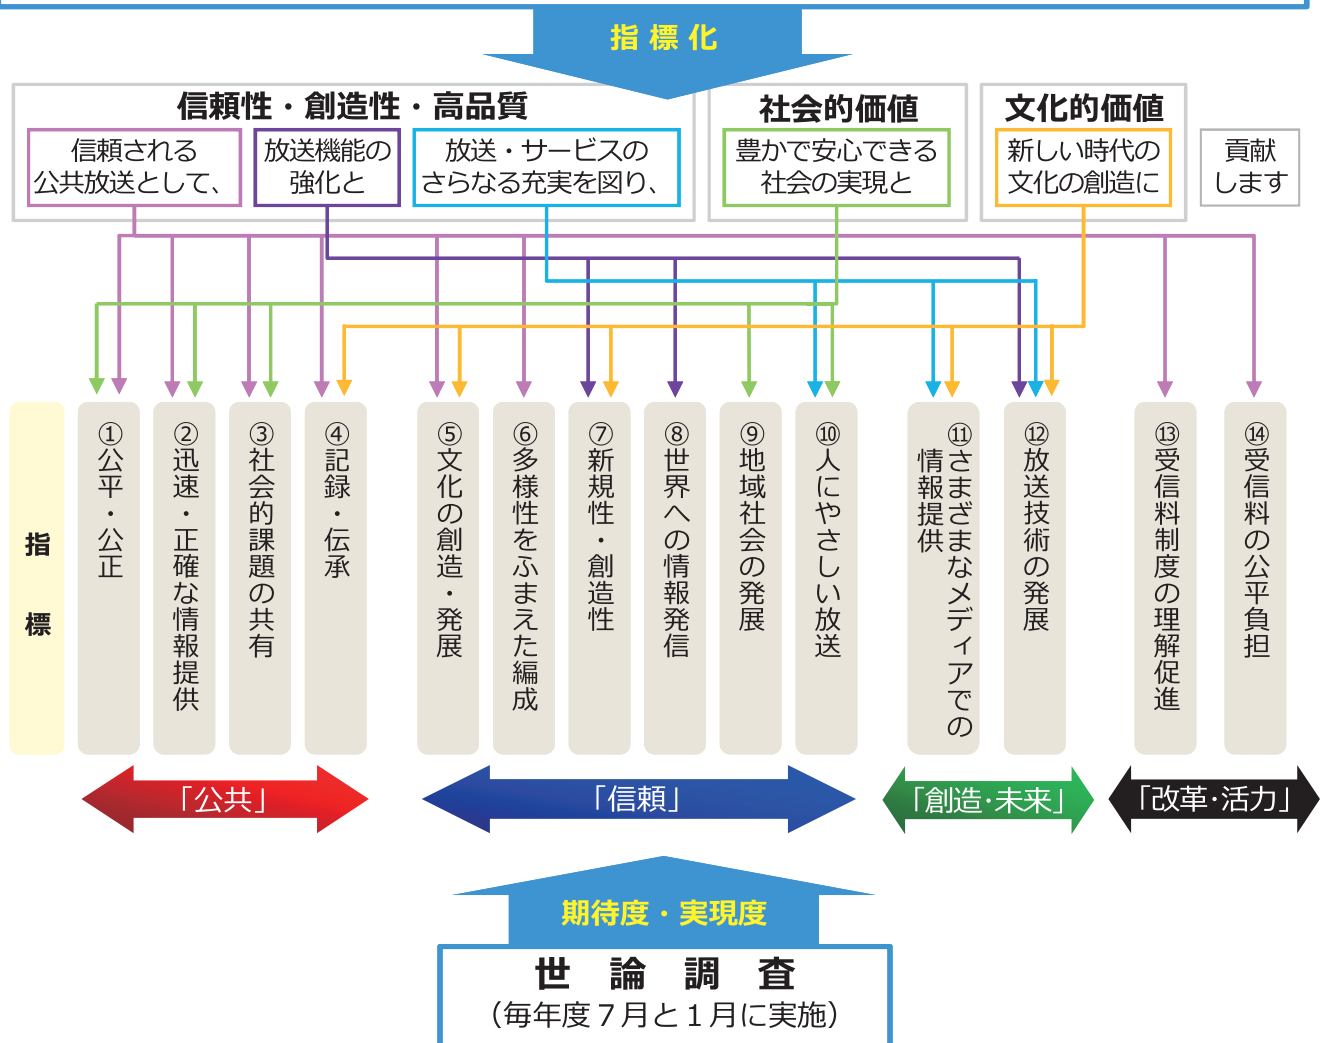 指標化
信頼性・創造性・高品質
社会的価値
文化的価値
信頼される
公共放送として、
放送機能の
強化と
放送・サービスの
さらなる充実を図り、
豊かで安心できる
社会の実現と
新しい時代の
文化の創造に
貢献
します
指標
①公平・公正
②迅速・正確な情報提供
③社会的課題の共有
④記録・伝承
⑤文化の創造・発展
⑥多様性をふまえた編成
⑦新規性・創造性
⑧世界への情報発信
⑨地域社会の発展
⑩人にやさしい放送
⑪さまざまなメディアでの
情報提供
⑫放送技術の発展
⑬受信料制度の理解促進
⑭受信料の公平負担
「公共」
「信頼」
「創造・未来」
「改革・活力」
期待度・実現度
世論調査
（毎年度７月と１月に実施）